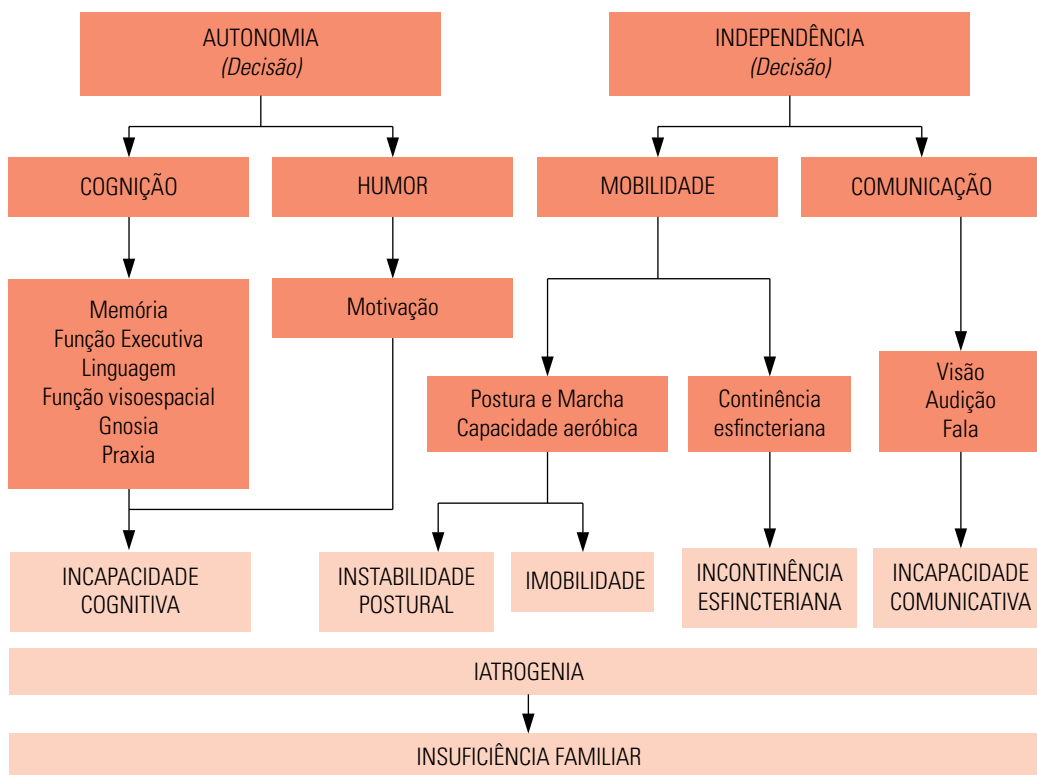 AUTONOMIA
(Decisão)
INDEPENDÊNCIA
(Decisão)
COGNIÇÃO
HUMOR
MOBILIDADE
COMUNICAÇÃO
Memória
Função Executiva
Linguagem
Função visoespacial
Gnosia
Praxia
Motivação
Postura e Marcha
Capacidade aeróbica
Continência
esfincteriana
Visão
Audição
Fala
INCAPACIDADE
COGNITIVA
INSTABILIDADE
POSTURAL
IMOBILIDADE
INCONTINÊNCIA
ESFINCTERIANA
INCAPACIDADE
COMUNICATIVA
IATROGENIA
INSUFICIÊNCIA FAMILIAR